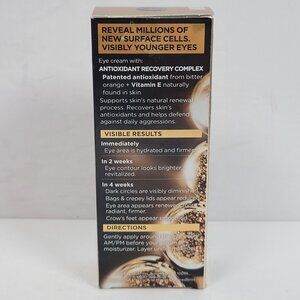 REVEAL MILLIONS OF
NEW SURFACE CELLS.
VISIBLY YOUNGER EYES
Eye cream with:
ANTIOXIDANT RECOVERY COMPLEX
Patented antioxidant from bitter
orange + Vitamin E naturally
found in skin
Supports skin's natural renewal
process. Recovers skin's
antioxidants and helps defend
against daily aggressions.
VISIBLE RESULTS
Immediately
Eye area is hydrated and firmer
In 2 weeks
Eye contour looks brighter
revitalized.
In 4 weeks
Dark circles are visibly diminished
Bags & crepey lids appear reduced
Eye area appears renewed
radiant, firmer.
Crow's feet appear
DIRECTIONS
Gently apply around
AM/PM before your
moisturizer. Layer